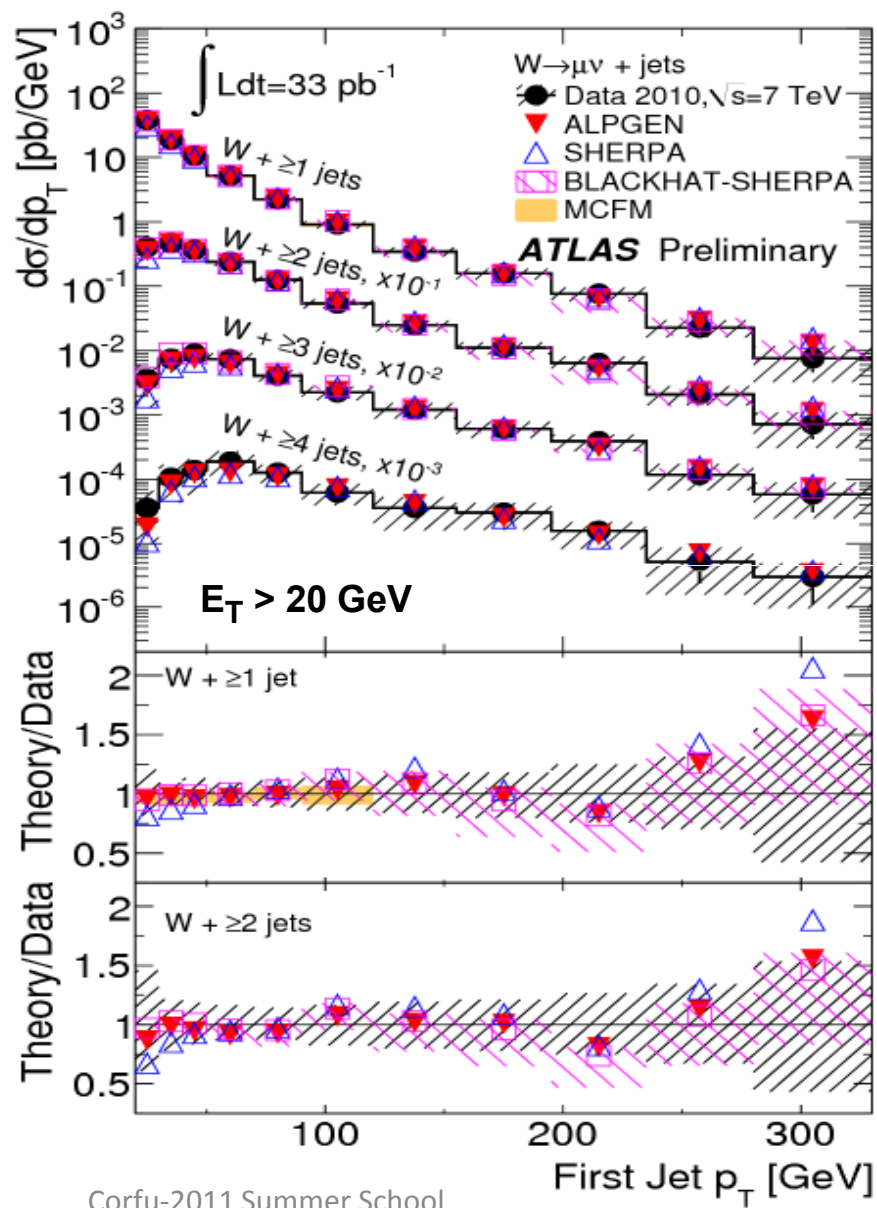 dσ/dp_T [pb/GeV]
10³
10²
10
1
10⁻¹
10⁻²
10⁻³
10⁻⁴
10⁻⁵
10⁻⁶
∫Ldt=33 pb⁻¹
W→μν + jets
Data 2010,√s=7 TeV
ALPGEN
SHERPA
BLACKHAT-SHERPA
MCFM
ATLAS Preliminary
W + ≥1 jets
W + ≥2 jets, x10⁻¹
W + ≥3 jets, x10⁻²
W + ≥4 jets, x10⁻³
E_T > 20 GeV
Theory/Data
2
1.5
1
0.5
W + ≥1 jet
Theory/Data
2
1.5
1
0.5
W + ≥2 jets
100 200 300
First Jet p_T [GeV]
Corfu-2011 Summer School